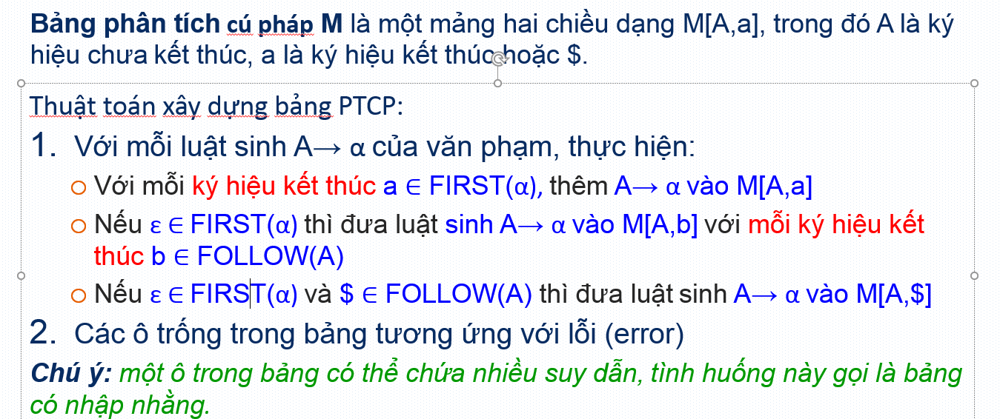 Bảng phân tích cú pháp M là một mảng hai chiều dạng M[A,a], trong đó A là ký
hiệu chưa kết thúc, a là ký hiệu kết thúc hoặc $.
Thuật toán xây dựng bảng PTCP:
1. Với mỗi luật sinh A→ α của văn phạm, thực hiện:
Với mỗi ký hiệu kết thúc a ∈ FIRST(α), thêm A→ α vào M[A,a]
Nếu ε ∈ FIRST(α) thì đưa luật sinh A→ α vào M[A,b] với mỗi ký hiệu kết
thúc b ∈ FOLLOW(A)
Nếu ε ∈ FIRST(α) và $ ∈ FOLLOW(A) thì đưa luật sinh A→ α vào M[A,$]
2. Các ô trống trong bảng tương ứng với lỗi (error)
Chú ý: một ô trong bảng có thể chứa nhiều suy dẫn, tình huống này gọi là bảng
có nhập nhằng.